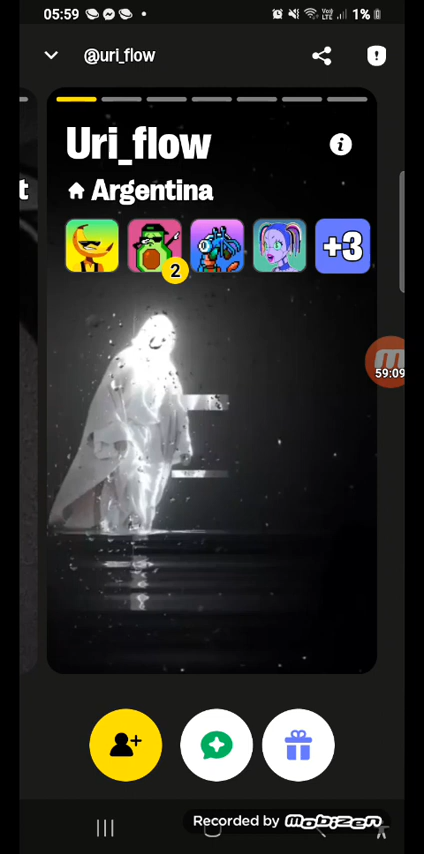 05:59
1%
@uri_flow
Uri_flow
t
Argentina
2
+3
59:09
Recorded by mobizen